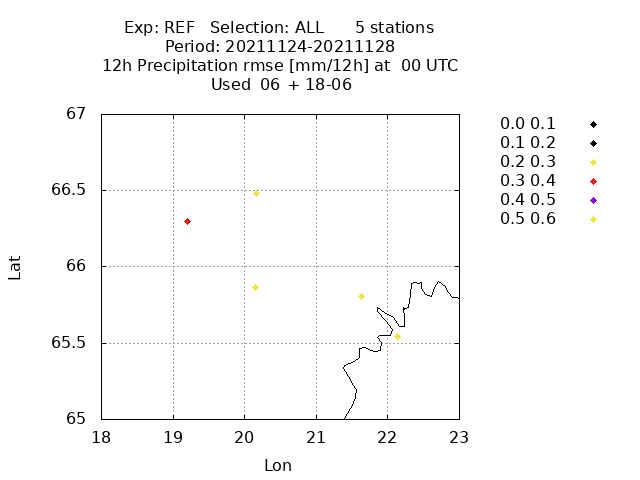 Exp: REF   Selection: ALL      5 stations
Period: 20211124-20211128
12h Precipitation rmse [mm/12h] at  00 UTC
Used  06 + 18-06
67
66.5
66
65.5
65
Lat
18 19 20 21 22 23
Lon
0.0 0.1
0.1 0.2
0.2 0.3
0.3 0.4
0.4 0.5
0.5 0.6